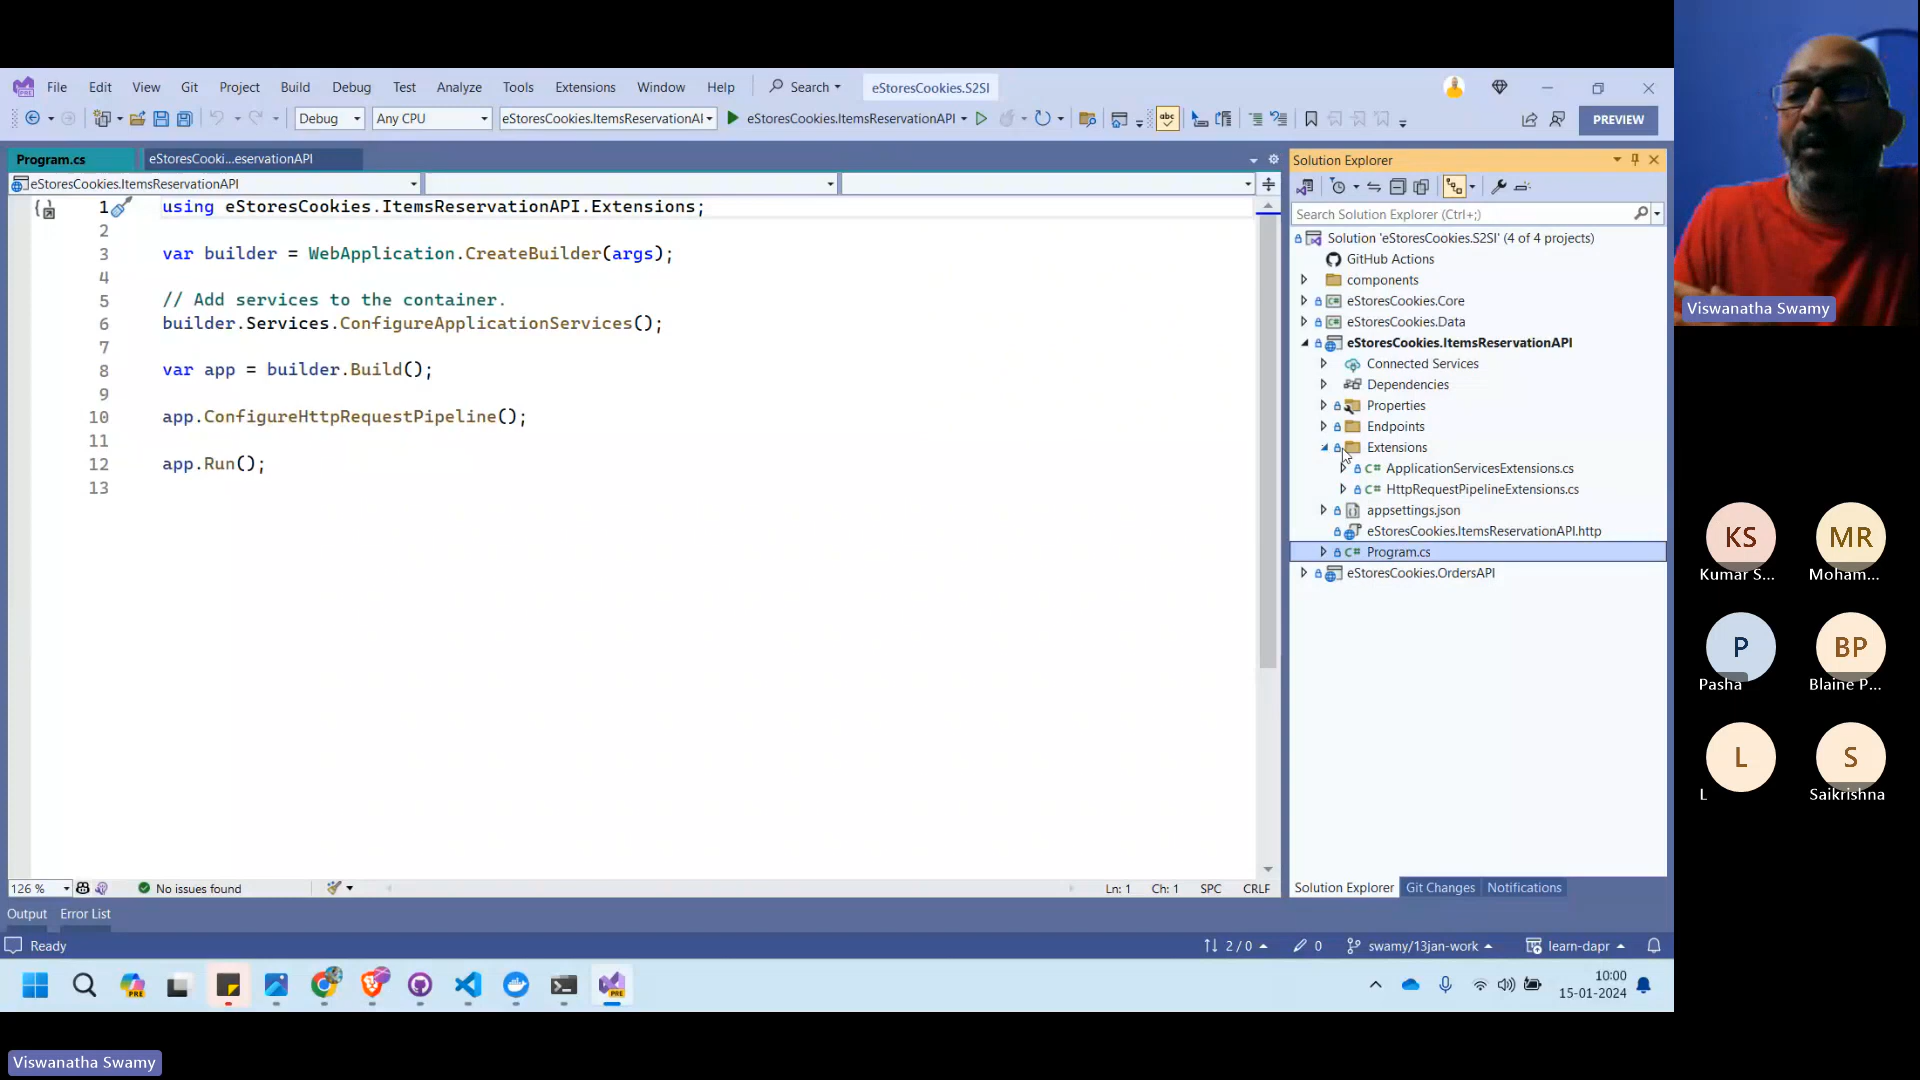 File Edit View Git Project Build Debug Test Analyze Tools Extensions Window Help Search eStoresCookies.S2SI
Debug Any CPU eStoresCookies.ItemsReservationAI eStoresCookies.ItemsReservationAPI PREVIEW
Program.cs eStoresCooki...eservationAPI
eStoresCookies.ItemsReservationAPI
1 using eStoresCookies.ItemsReservationAPI.Extensions;
2
3 var builder = WebApplication.CreateBuilder(args);
4
5 // Add services to the container.
6 builder.Services.ConfigureApplicationServices();
7
8 var app = builder.Build();
9
10 app.ConfigureHttpRequestPipeline();
11
12 app.Run();
13
126 % No issues found Ln: 1 Ch: 1 SPC CRLF
Output Error List
Solution Explorer
Search Solution Explorer (Ctrl+;)
Solution 'eStoresCookies.S2SI' (4 of 4 projects)
GitHub Actions
components
eStoresCookies.Core
eStoresCookies.Data
eStoresCookies.ItemsReservationAPI
Connected Services
Dependencies
Properties
Endpoints
Extensions
C# ApplicationServicesExtensions.cs
C# HttpRequestPipelineExtensions.cs
appsettings.json
eStoresCookies.ItemsReservationAPI.http
C# Program.cs
eStoresCookies.OrdersAPI
Solution Explorer Git Changes Notifications
Ready 2 / 0 0 swamy/13jan-work learn-dapr
10:00
15-01-2024
Viswanatha Swamy
KS MR
Kumar S... Moham...
P BP
Pasha Blaine P...
L S
L Saikrishna
Viswanatha Swamy